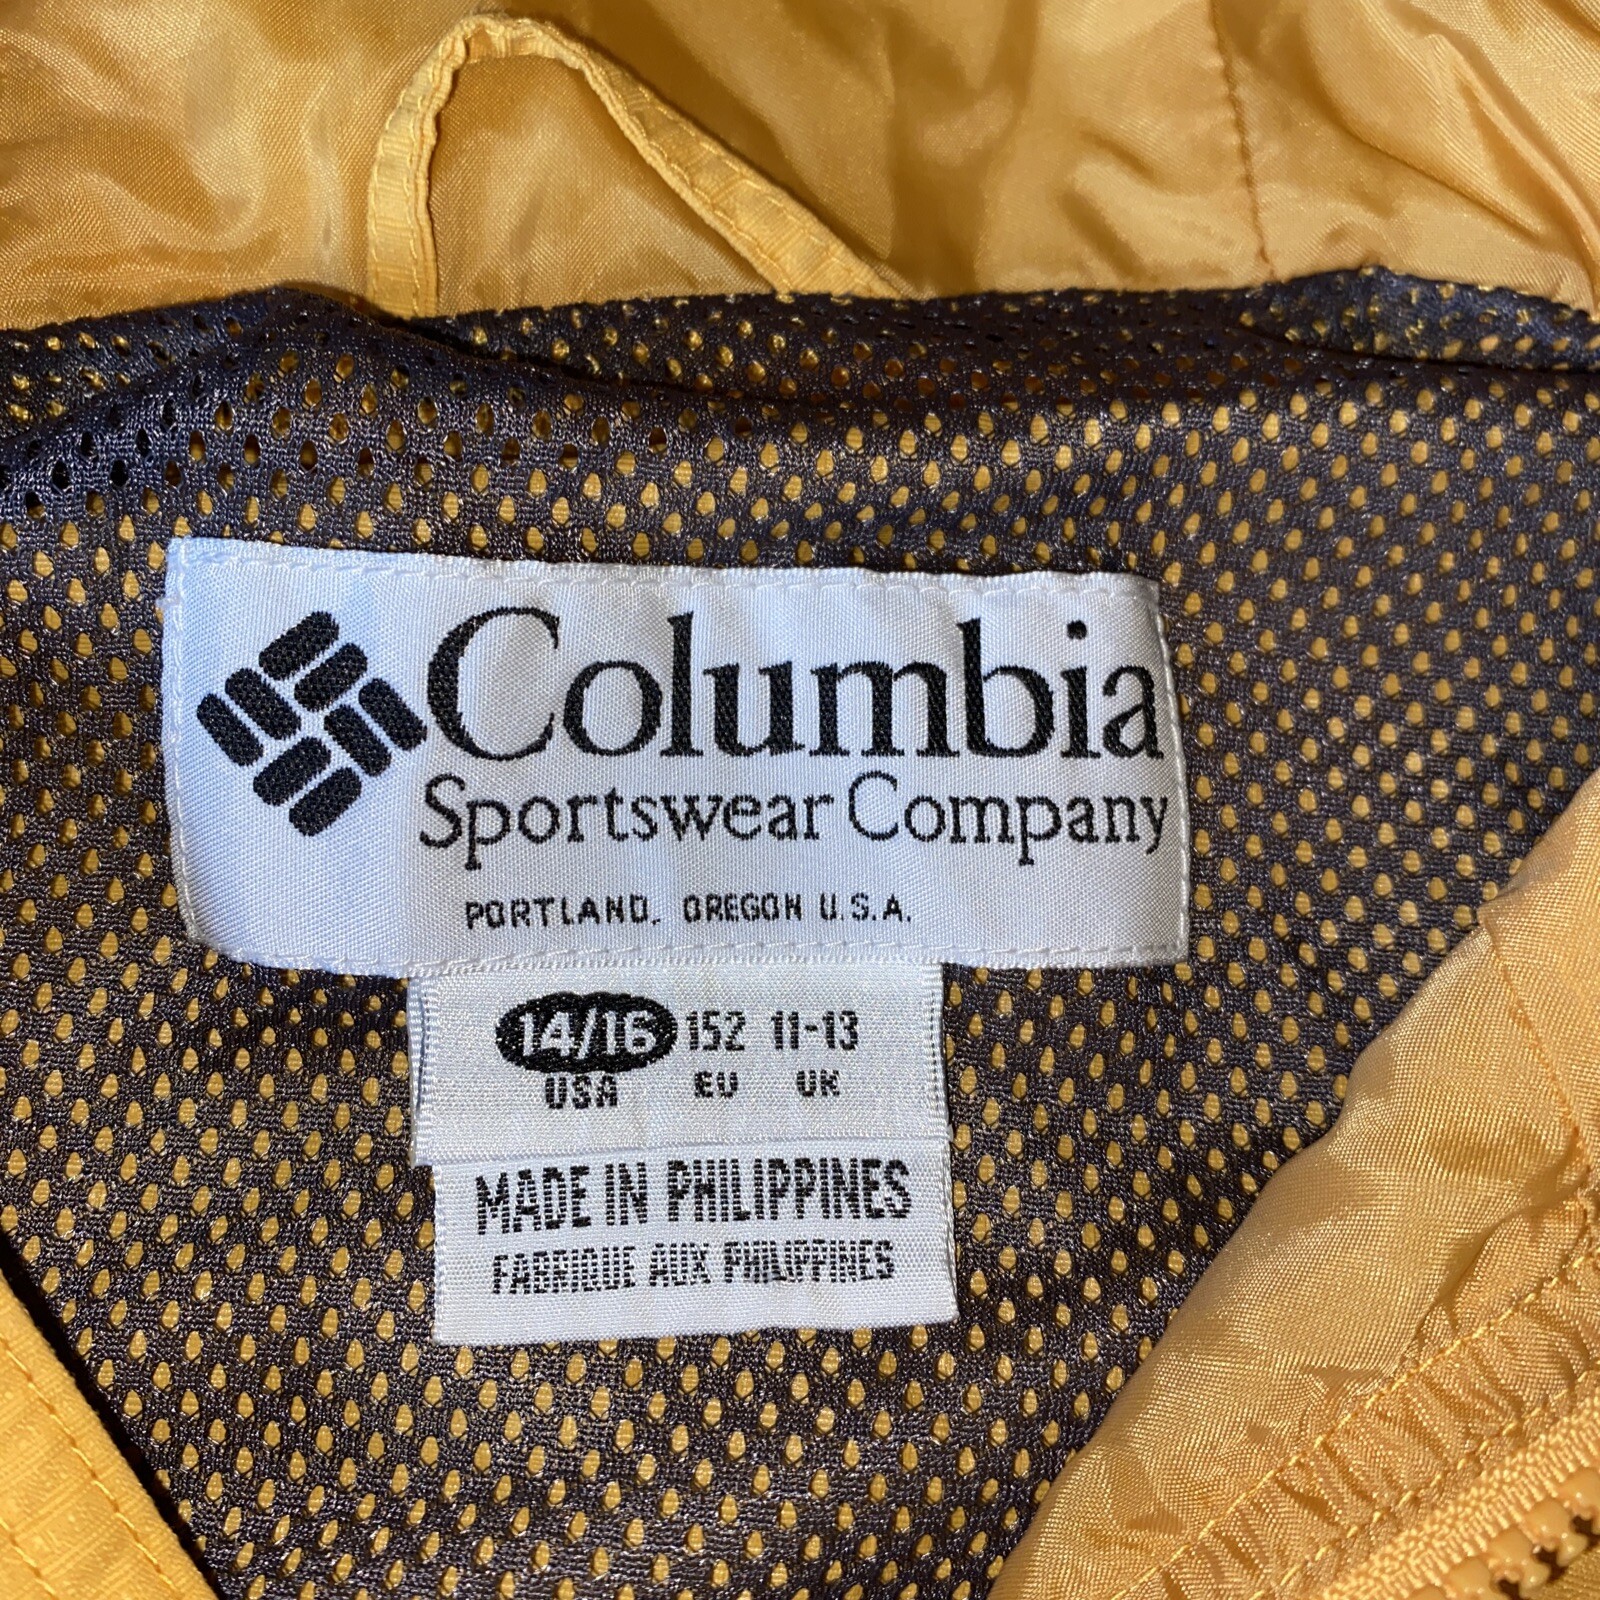 Columbia
Sportswear Company
PORTLAND, OREGON U.S.A.
14/16 152 11-13
USA EU UK
MADE IN PHILIPPINES
FABRIQUE AUX PHILIPPINES